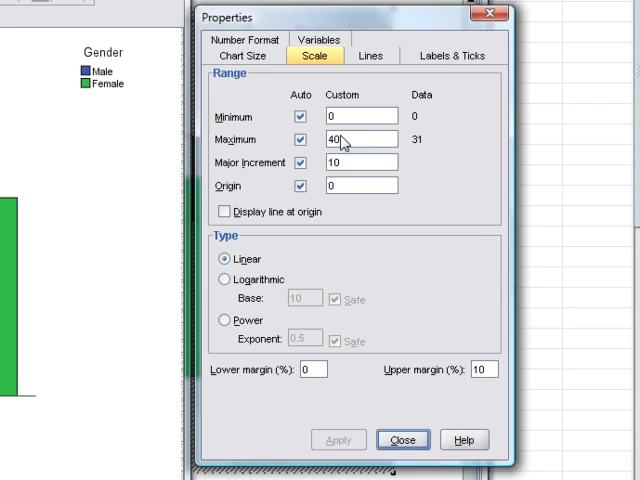 Properties
Number Format Variables
Chart Size Scale Lines Labels & Ticks
Gender
Male
Female
Range
Auto Custom Data
Minimum 0 0
Maximum 40 31
Major Increment 10
Origin 0
Display line at origin
Type
Linear
Logarithmic
Base: 10 Safe
Power
Exponent: 0.5 Safe
Lower margin (%): 0 Upper margin (%): 10
Apply Close Help